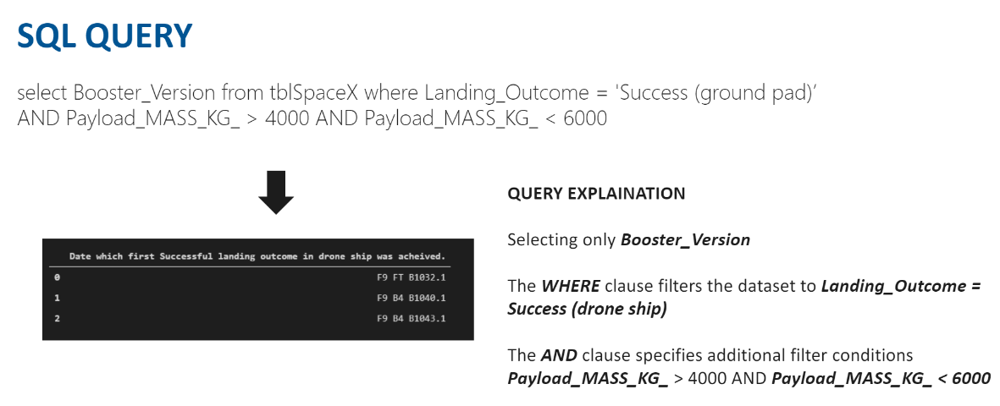 SQL QUERY
select Booster_Version from tblSpaceX where Landing_Outcome = 'Success (ground pad)’
AND Payload_MASS_KG_ > 4000 AND Payload_MASS_KG_ < 6000
Date which first Successful landing outcome in drone ship was acheived.
0 F9 FT B1032.1
1 F9 B4 B1040.1
2 F9 B4 B1043.1
QUERY EXPLAINATION
Selecting only Booster_Version
The WHERE clause filters the dataset to Landing_Outcome =
Success (drone ship)
The AND clause specifies additional filter conditions
Payload_MASS_KG_ > 4000 AND Payload_MASS_KG_ < 6000